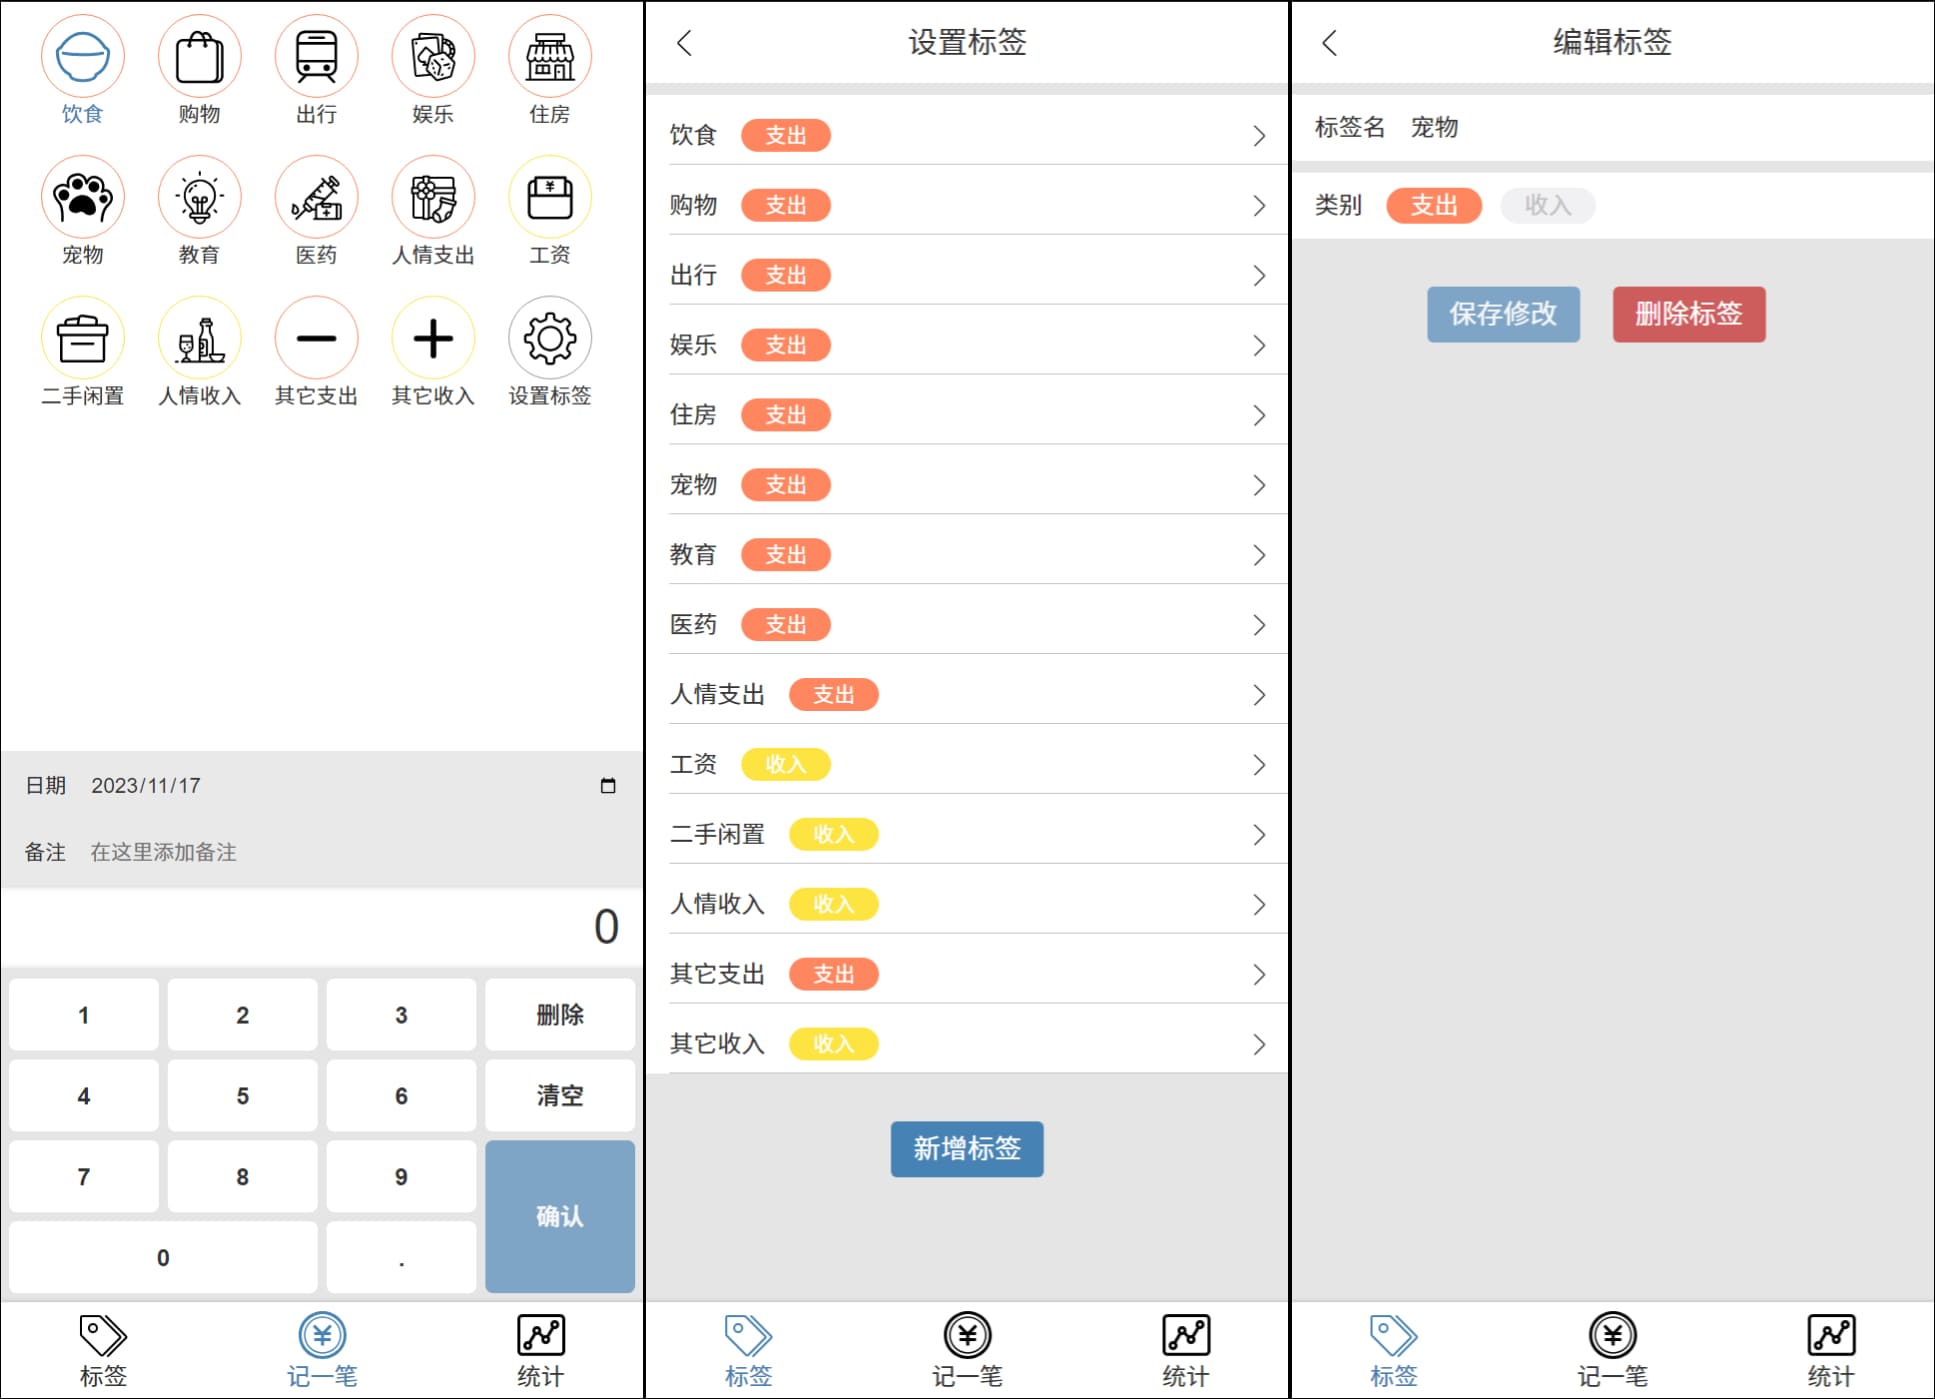 饮食 购物 出行 娱乐 住房
宠物 教育 医药 人情支出 工资
二手闲置 人情收入 其它支出 其它收入 设置标签
日期 2023/11/17
备注 在这里添加备注
0
1 2 3 删除
4 5 6 清空
7 8 9 确认
0 .
标签 记一笔 统计
设置标签
饮食 支出
购物 支出
出行 支出
娱乐 支出
住房 支出
宠物 支出
教育 支出
医药 支出
人情支出 支出
工资 收入
二手闲置 收入
人情收入 收入
其它支出 支出
其它收入 收入
新增标签
标签 记一笔 统计
编辑标签
标签名 宠物
类别 支出 收入
保存修改 删除标签
标签 记一笔 统计